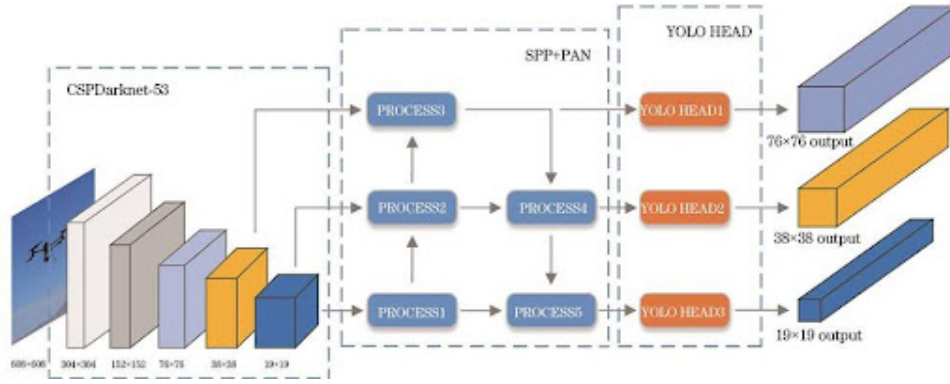 YOLO HEAD
SPP+PAN
CSPDarknet-53
PROCESS3
YOLO HEAD1
76×76 output
PROCESS2
PROCESS4
YOLO HEAD2
38×38 output
PROCESS1
PROCESS5
YOLO HEAD3
19×19 output
608×608
304×304
152×152
76×76
38×38
19×19